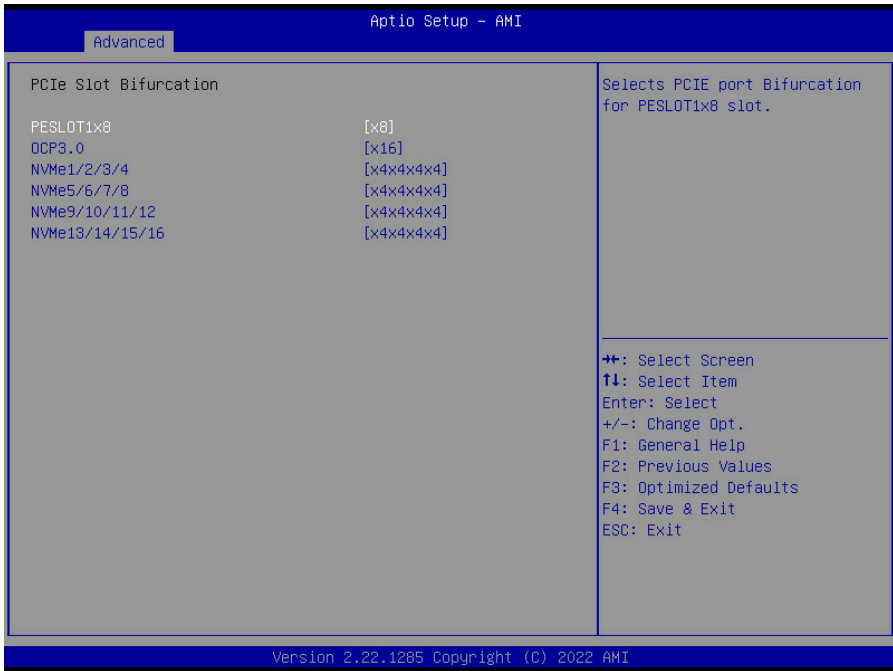 Aptio Setup – AMI
Advanced
PCIe Slot Bifurcation
PESLOT1x8 [x8]
OCP3.0 [x16]
NVMe1/2/3/4 [x4x4x4x4]
NVMe5/6/7/8 [x4x4x4x4]
NVMe9/10/11/12 [x4x4x4x4]
NVMe13/14/15/16 [x4x4x4x4]
Selects PCIE port Bifurcation
for PESLOT1x8 slot.
→←: Select Screen
↑↓: Select Item
Enter: Select
+/-: Change Opt.
F1: General Help
F2: Previous Values
F3: Optimized Defaults
F4: Save & Exit
ESC: Exit
Version 2.22.1285 Copyright (C) 2022 AMI